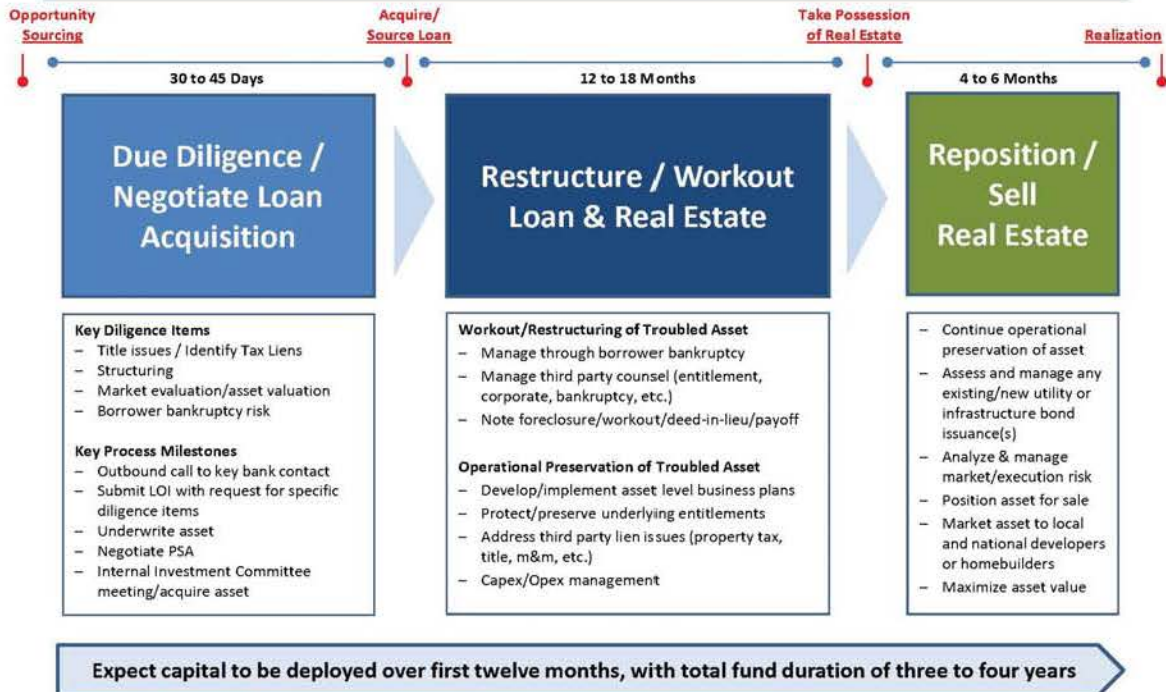 Opportunity
Sourcing
Acquire/
Source Loan
Take Possession
of Real Estate
Realization
30 to 45 Days
12 to 18 Months
4 to 6 Months
Due Diligence /
Negotiate Loan
Acquisition
Restructure / Workout
Loan & Real Estate
Reposition /
Sell
Real Estate
Key Diligence Items
– Title issues / Identify Tax Liens
– Structuring
– Market evaluation/asset valuation
– Borrower bankruptcy risk
Key Process Milestones
– Outbound call to key bank contact
– Submit LOI with request for specific
diligence items
– Underwrite asset
– Negotiate PSA
– Internal Investment Committee
meeting/acquire asset
Workout/Restructuring of Troubled Asset
– Manage through borrower bankruptcy
– Manage third party counsel (entitlement,
corporate, bankruptcy, etc.)
– Note foreclosure/workout/deed-in-lieu/payoff
Operational Preservation of Troubled Asset
– Develop/implement asset level business plans
– Protect/preserve underlying entitlements
– Address third party lien issues (property tax,
title, m&m, etc.)
– Capex/Opex management
– Continue operational
preservation of asset
– Assess and manage any
existing/new utility or
infrastructure bond
issuance(s)
– Analyze & manage
market/execution risk
– Position asset for sale
– Market asset to local
and national developers
or homebuilders
– Maximize asset value
Expect capital to be deployed over first twelve months, with total fund duration of three to four years